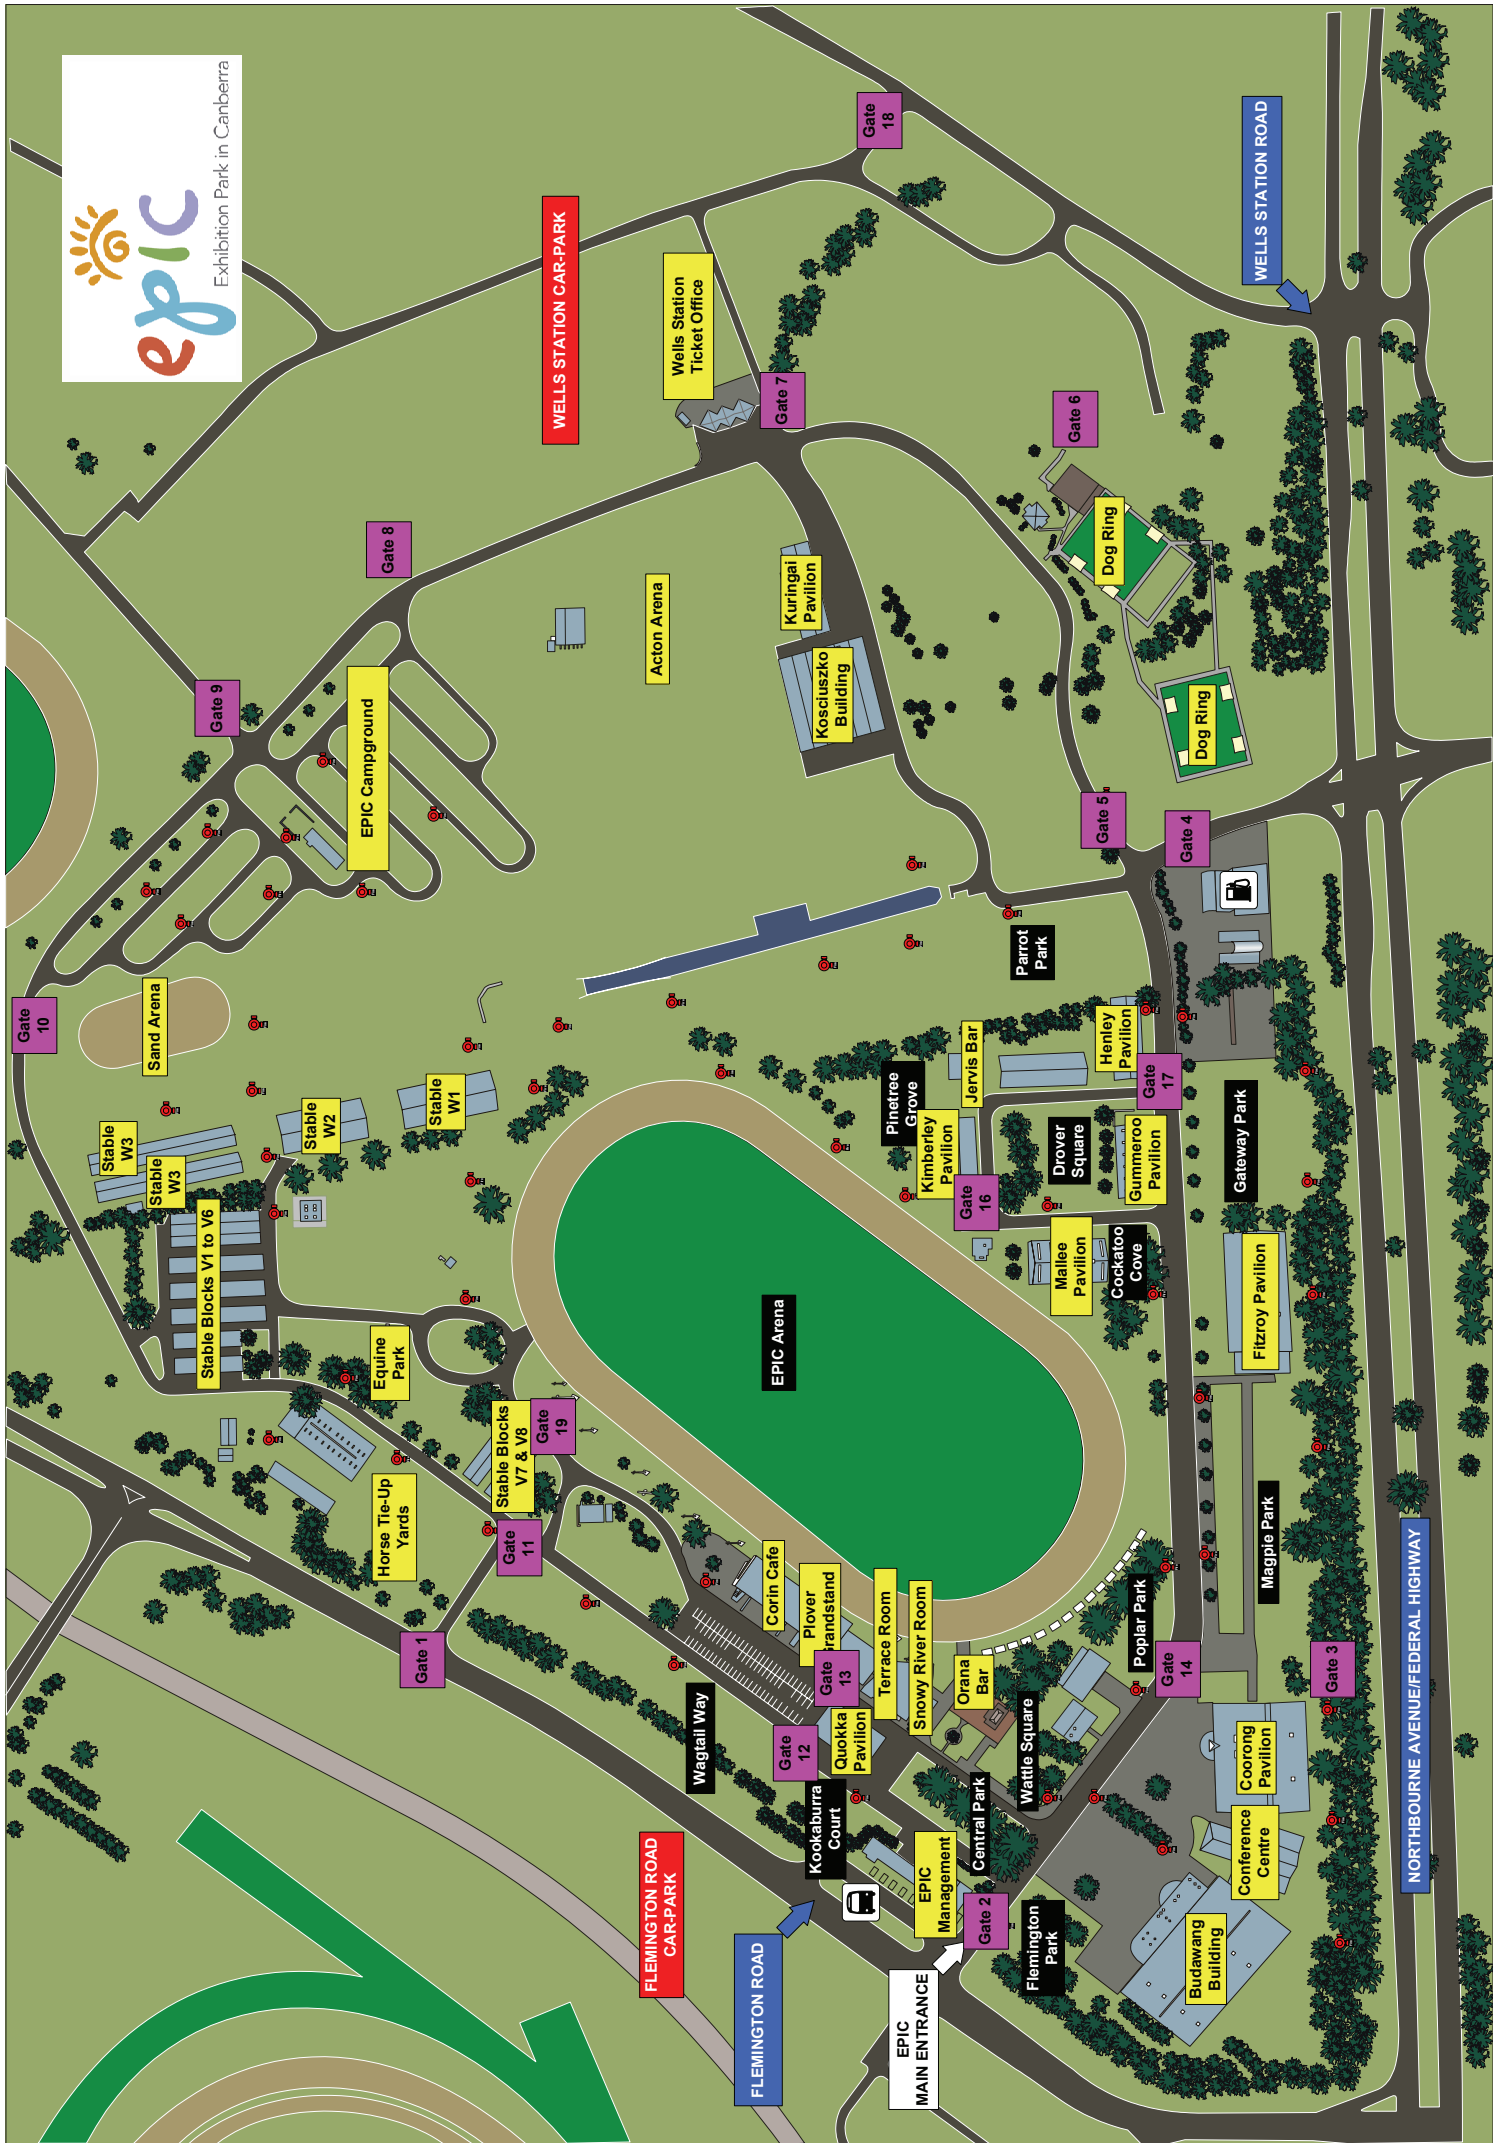 epic
Exhibition Park in Canberra
Gate
18
WELLS STATION ROAD
WELLS STATION CAR-PARK
Wells Station
Ticket Office
Gate 7
Gate 6
Gate 8
Gate 9
Acton Arena
Kuringai
Pavilion
Kosciuszko
Building
Dog Ring
Dog Ring
EPIC Campground
Gate 5
Gate 4
Gate
10
Sand Arena
Parrot
Park
Stable
W3
Stable
W3
Stable
W2
Stable
W1
Jervis Bar
Henley
Pavilion
Gate
17
Pinetree
Grove
Kimberley
Pavilion
Drover
Square
Gummeroo
Pavilion
Gateway Park
Gate
16
Stable Blocks V1 to V6
Mallee
Pavilion
Cockatoo
Cove
Fitzroy Pavilion
EPIC Arena
Equine
Park
Stable Blocks
V7 & V8
Gate
19
Horse Tie-Up
Yards
Gate
11
Gate 1
Corin Cafe
Plover
Grandstand
Gate
13
Terrace Room
Snowy River Room
Orana
Bar
Poplar Park
Magpie Park
Gate
14
Gate 3
Wagtail Way
Gate
12
Quokka
Pavilion
Wattle Square
Coorong
Pavilion
Kookaburra
Court
Central Park
Conference
Centre
EPIC
Management
Gate 2
Flemington
Park
Budawang
Building
NORTHBOURNE AVENUE/FEDERAL HIGHWAY
FLEMINGTON ROAD
CAR-PARK
FLEMINGTON ROAD
EPIC
MAIN ENTRANCE